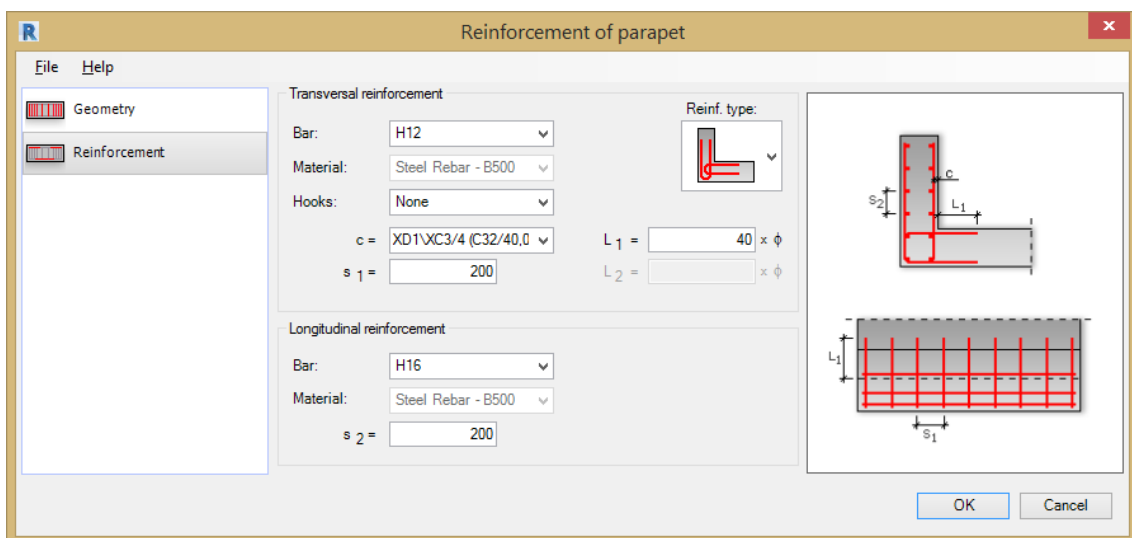 R
Reinforcement of parapet
x
File Help
Geometry
Reinforcement
Transversal reinforcement
Bar: H12
Material: Steel Rebar - B500
Hooks: None
c = XD1\XC3/4 (C32/40,0
s 1 = 200
Reinf. type:
L 1 = 40 x ϕ
L 2 = x ϕ
Longitudinal reinforcement
Bar: H16
Material: Steel Rebar - B500
s 2 = 200
c
S2
L1
L1
S1
OK Cancel